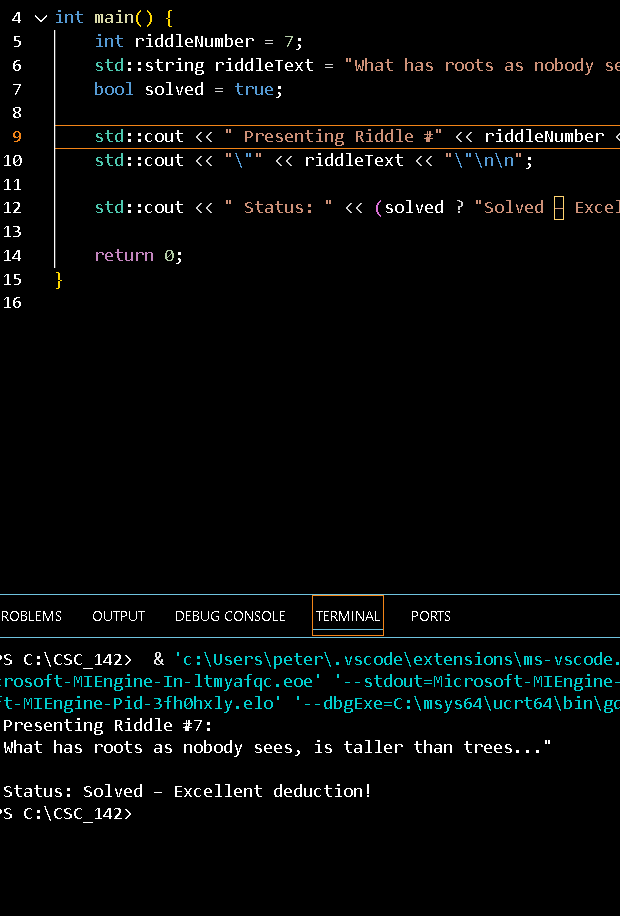 4 int main() {
5 int riddleNumber = 7;
6 std::string riddleText = "What has roots as nobody se
7 bool solved = true;
8
9 std::cout << " Presenting Riddle #" << riddleNumber <
10 std::cout << "\"" << riddleText << "\"\n\n";
11
12 std::cout << " Status: " << (solved ? "Solved – Excel
13
14 return 0;
15 }
16
ROBLEMS OUTPUT DEBUG CONSOLE TERMINAL PORTS
PS C:\CSC_142> & 'c:\Users\peter\.vscode\extensions\ms-vscode.
crosoft-MIEngine-In-ltmyafqc.eoe' '--stdout=Microsoft-MIEngine-
ft-MIEngine-Pid-3fh0hxly.elo' '--dbgExe=C:\msys64\ucrt64\bin\gd
Presenting Riddle #7:
What has roots as nobody sees, is taller than trees..."
Status: Solved – Excellent deduction!
PS C:\CSC_142>